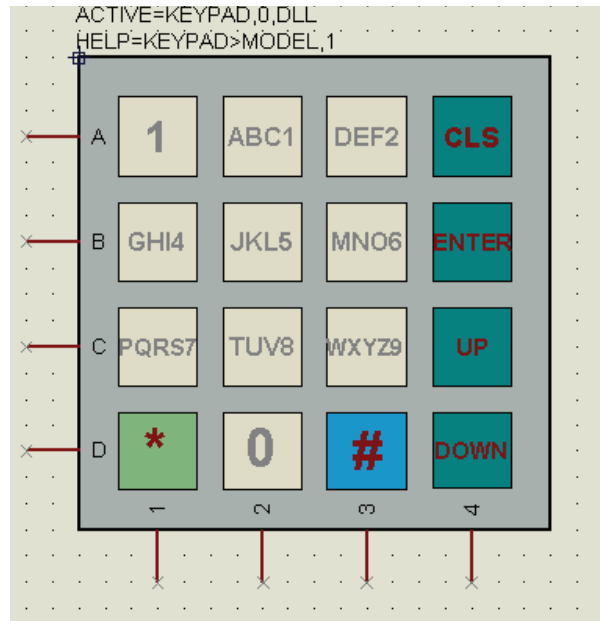 ACTIVE=KEYPAD,0,DLL
HELP=KEYPAD>MODEL,1
A 1 ABC1 DEF2 CLS
B GHI4 JKL5 MNO6 ENTER
C PQRS7 TUV8 WXYZ9 UP
D * 0 # DOWN
1 2 3 4